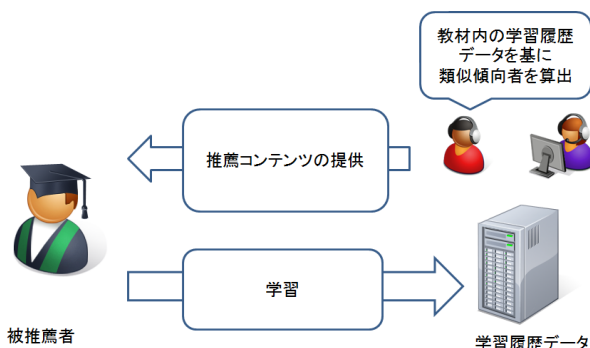 教材内の学習履歴
データを基に
類似傾向者を算出
推薦コンテンツの提供
学習
被推薦者
学習履歴データ